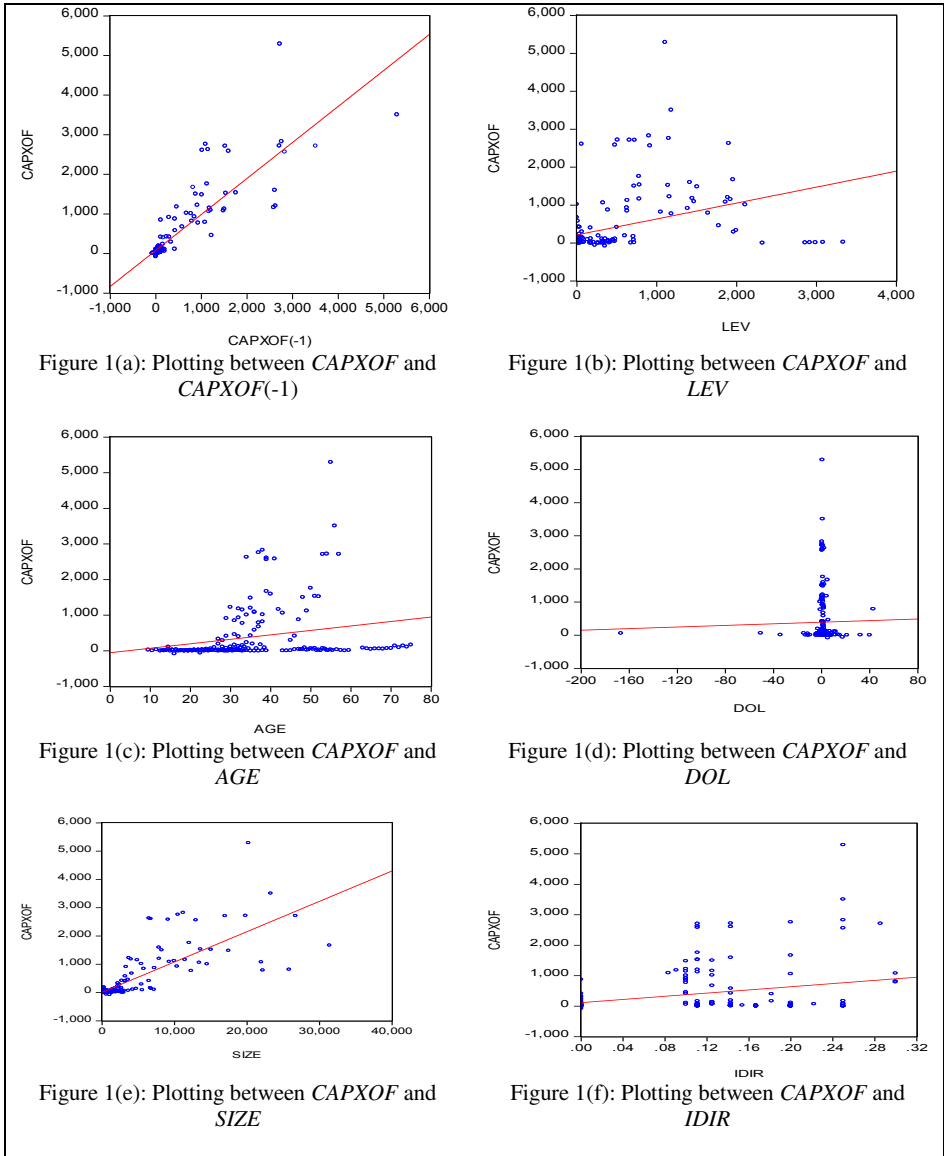 6,000
5,000
4,000
3,000
2,000
1,000
0
-1,000
CAPXOF
-1,000 0 1,000 2,000 3,000 4,000 5,000 6,000
CAPXOF(-1)
Figure 1(a): Plotting between CAPXOF and
CAPXOF(-1)
6,000
5,000
4,000
3,000
2,000
1,000
0
-1,000
CAPXOF
0 1,000 2,000 3,000 4,000
LEV
Figure 1(b): Plotting between CAPXOF and
LEV
6,000
5,000
4,000
3,000
2,000
1,000
0
-1,000
CAPXOF
0 10 20 30 40 50 60 70 80
AGE
Figure 1(c): Plotting between CAPXOF and
AGE
6,000
5,000
4,000
3,000
2,000
1,000
0
-1,000
CAPXOF
-200 -160 -120 -80 -40 0 40 80
DOL
Figure 1(d): Plotting between CAPXOF and
DOL
6,000
5,000
4,000
3,000
2,000
1,000
0
-1,000
CAPXOF
0 10,000 20,000 30,000 40,000
SIZE
Figure 1(e): Plotting between CAPXOF and
SIZE
6,000
5,000
4,000
3,000
2,000
1,000
0
-1,000
CAPXOF
.00 .04 .08 .12 .16 .20 .24 .28 .32
IDIR
Figure 1(f): Plotting between CAPXOF and
IDIR